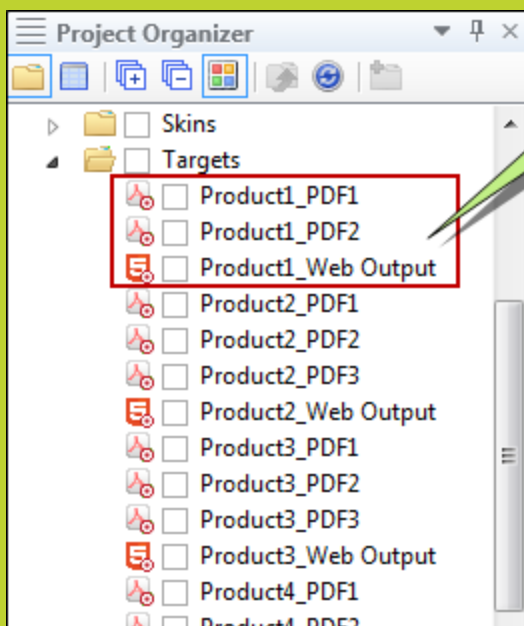 Project Organizer
Skins
Targets
Product1_PDF1
Product1_PDF2
Product1_Web Output
Product2_PDF1
Product2_PDF2
Product2_PDF3
Product2_Web Output
Product3_PDF1
Product3_PDF2
Product3_PDF3
Product3_Web Output
Product4_PDF1